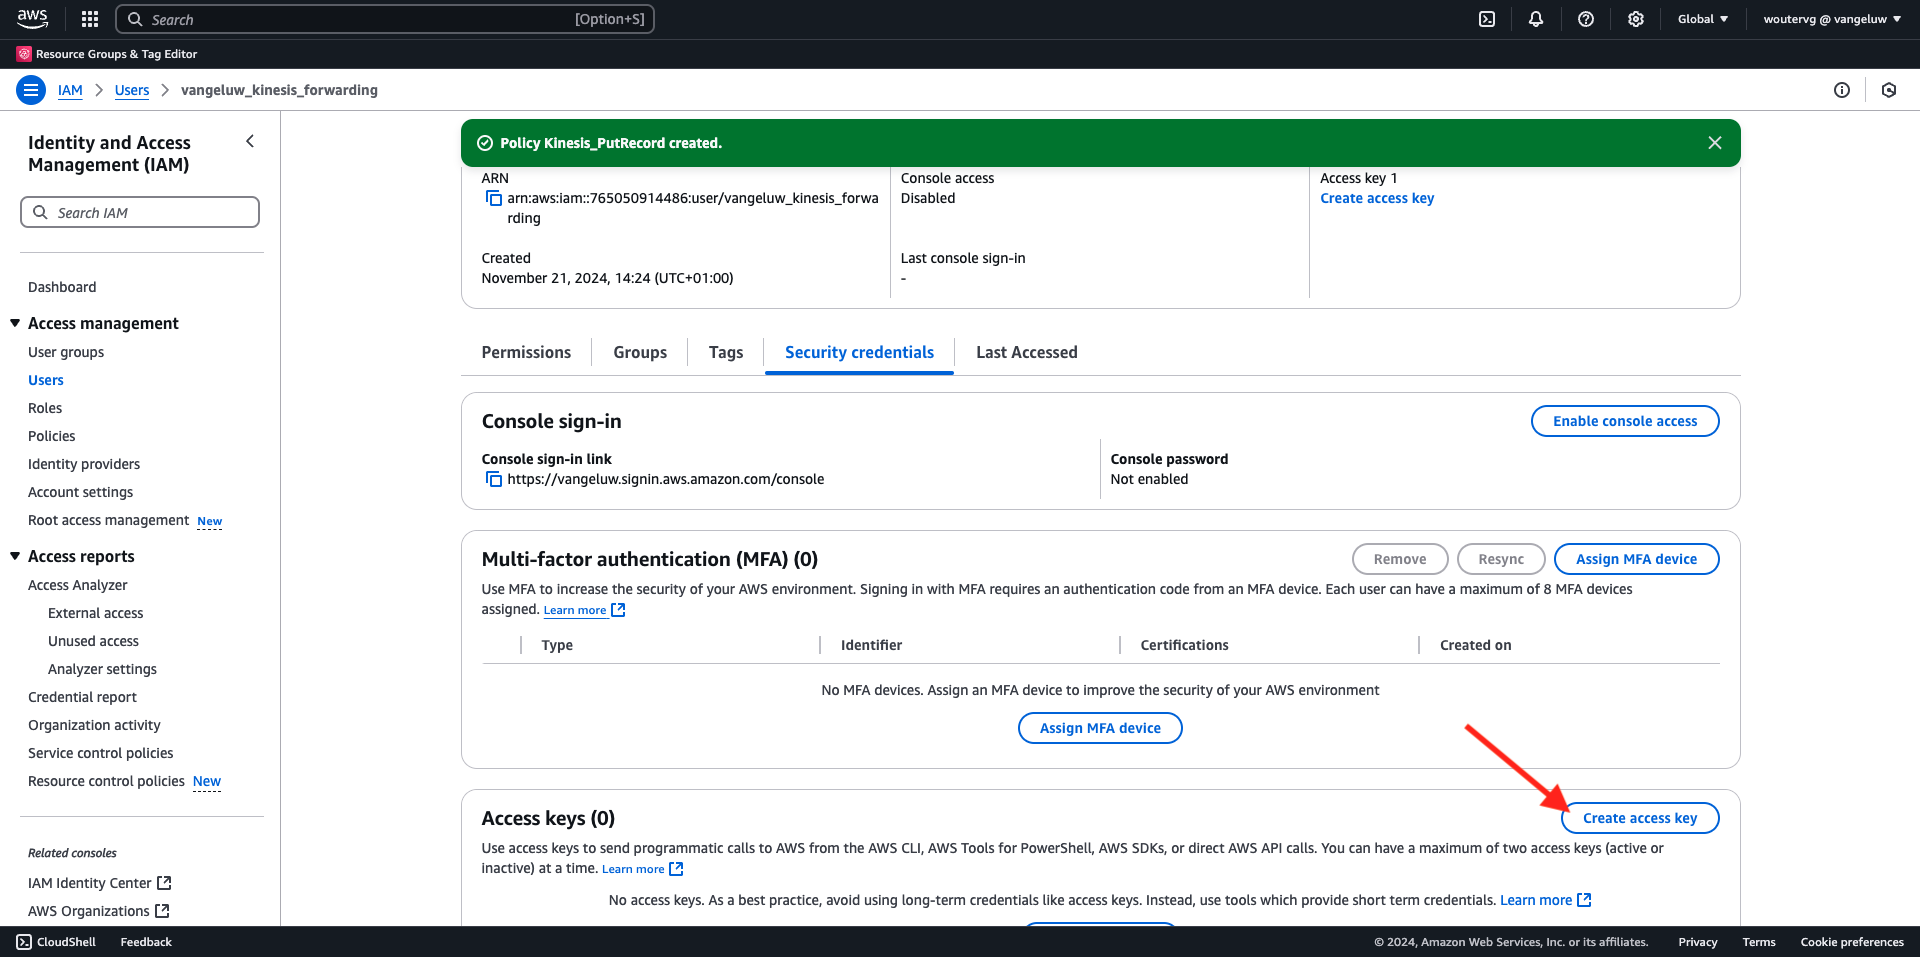 aws
Search [Option+S] Global woutervg @ vangeluw
Resource Groups & Tag Editor
IAM Users vangeluw_kinesis_forwarding
Identity and Access
Management (IAM)
Search IAM
Dashboard
Access management
User groups
Users
Roles
Policies
Identity providers
Account settings
Root access management New
Access reports
Access Analyzer
External access
Unused access
Analyzer settings
Credential report
Organization activity
Service control policies
Resource control policies New
Related consoles
IAM Identity Center
AWS Organizations
Policy Kinesis_PutRecord created.
ARN
arn:aws:iam::765050914486:user/vangeluw_kinesis_forwa
rding
Created
November 21, 2024, 14:24 (UTC+01:00)
Console access
Disabled
Last console sign-in
-
Access key 1
Create access key
Permissions Groups Tags Security credentials Last Accessed
Console sign-in Enable console access
Console sign-in link
https://vangeluw.signin.aws.amazon.com/console
Console password
Not enabled
Multi-factor authentication (MFA) (0) Remove Resync Assign MFA device
Use MFA to increase the security of your AWS environment. Signing in with MFA requires an authentication code from an MFA device. Each user can have a maximum of 8 MFA devices
assigned. Learn more
Type Identifier Certifications Created on
No MFA devices. Assign an MFA device to improve the security of your AWS environment
Assign MFA device
Access keys (0) Create access key
Use access keys to send programmatic calls to AWS from the AWS CLI, AWS Tools for PowerShell, AWS SDKs, or direct AWS API calls. You can have a maximum of two access keys (active or
inactive) at a time. Learn more
No access keys. As a best practice, avoid using long-term credentials like access keys. Instead, use tools which provide short term credentials. Learn more
CloudShell Feedback © 2024, Amazon Web Services, Inc. or its affiliates. Privacy Terms Cookie preferences